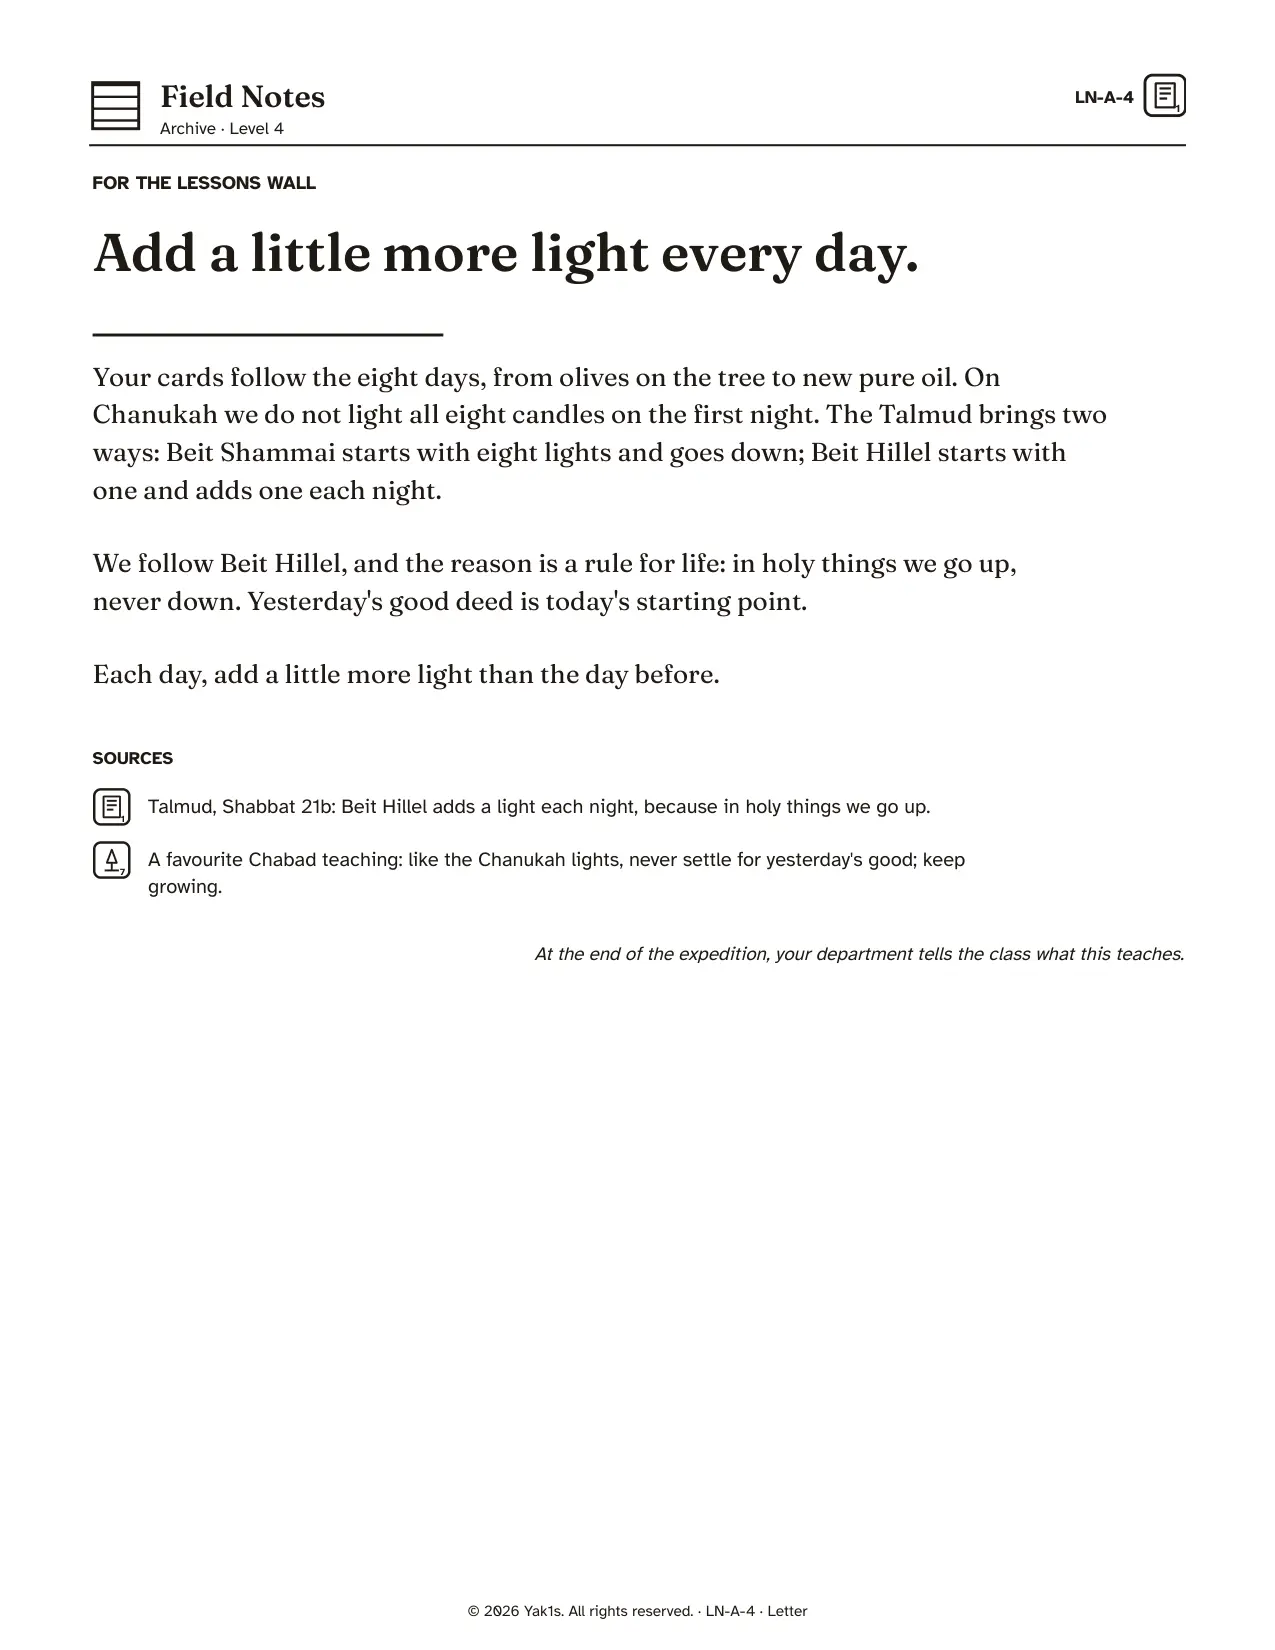 Field Notes
Archive · Level 4
LN-A-4
1
FOR THE LESSONS WALL
Add a little more light every day.
Your cards follow the eight days, from olives on the tree to new pure oil. On
Chanukah we do not light all eight candles on the first night. The Talmud brings two
ways: Beit Shammai starts with eight lights and goes down; Beit Hillel starts with
one and adds one each night.
We follow Beit Hillel, and the reason is a rule for life: in holy things we go up,
never down. Yesterday's good deed is today's starting point.
Each day, add a little more light than the day before.
SOURCES
1
Talmud, Shabbat 21b: Beit Hillel adds a light each night, because in holy things we go up.
7
A favourite Chabad teaching: like the Chanukah lights, never settle for yesterday's good; keep
growing.
At the end of the expedition, your department tells the class what this teaches.
© 2026 Yak1s. All rights reserved. · LN-A-4 · Letter